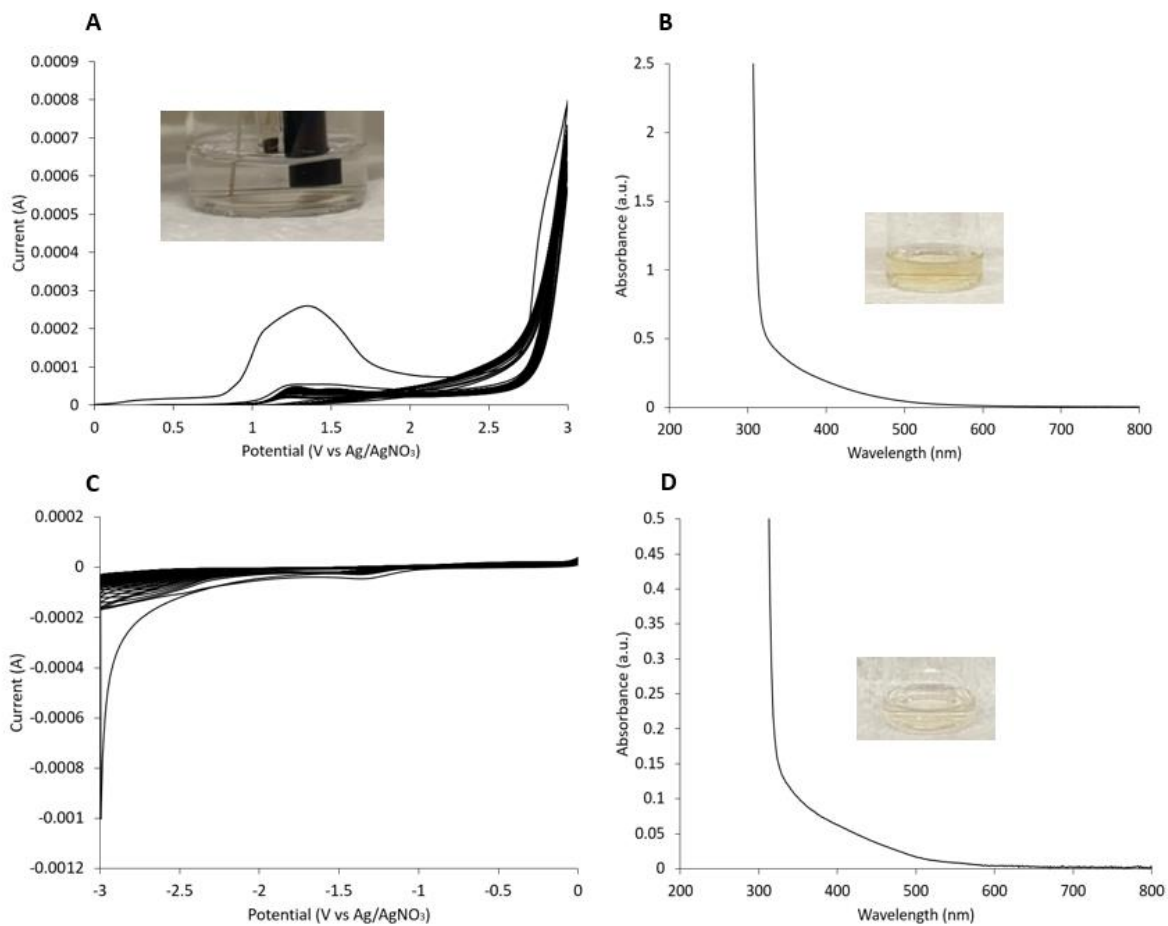 A
Current (A)
0.0009
0.0008
0.0007
0.0006
0.0005
0.0004
0.0003
0.0002
0.0001
0
0 0.5 1 1.5 2 2.5 3
Potential (V vs Ag/AgNO₃)
B
Absorbance (a.u.)
2.5
2
1.5
1
0.5
0
200 300 400 500 600 700 800
Wavelength (nm)
C
Current (A)
0.0002
0
-0.0002
-0.0004
-0.0006
-0.0008
-0.001
-0.0012
-3 -2.5 -2 -1.5 -1 -0.5 0
Potential (V vs Ag/AgNO₃)
D
Absorbance (a.u.)
0.5
0.45
0.4
0.35
0.3
0.25
0.2
0.15
0.1
0.05
0
200 300 400 500 600 700 800
Wavelength (nm)